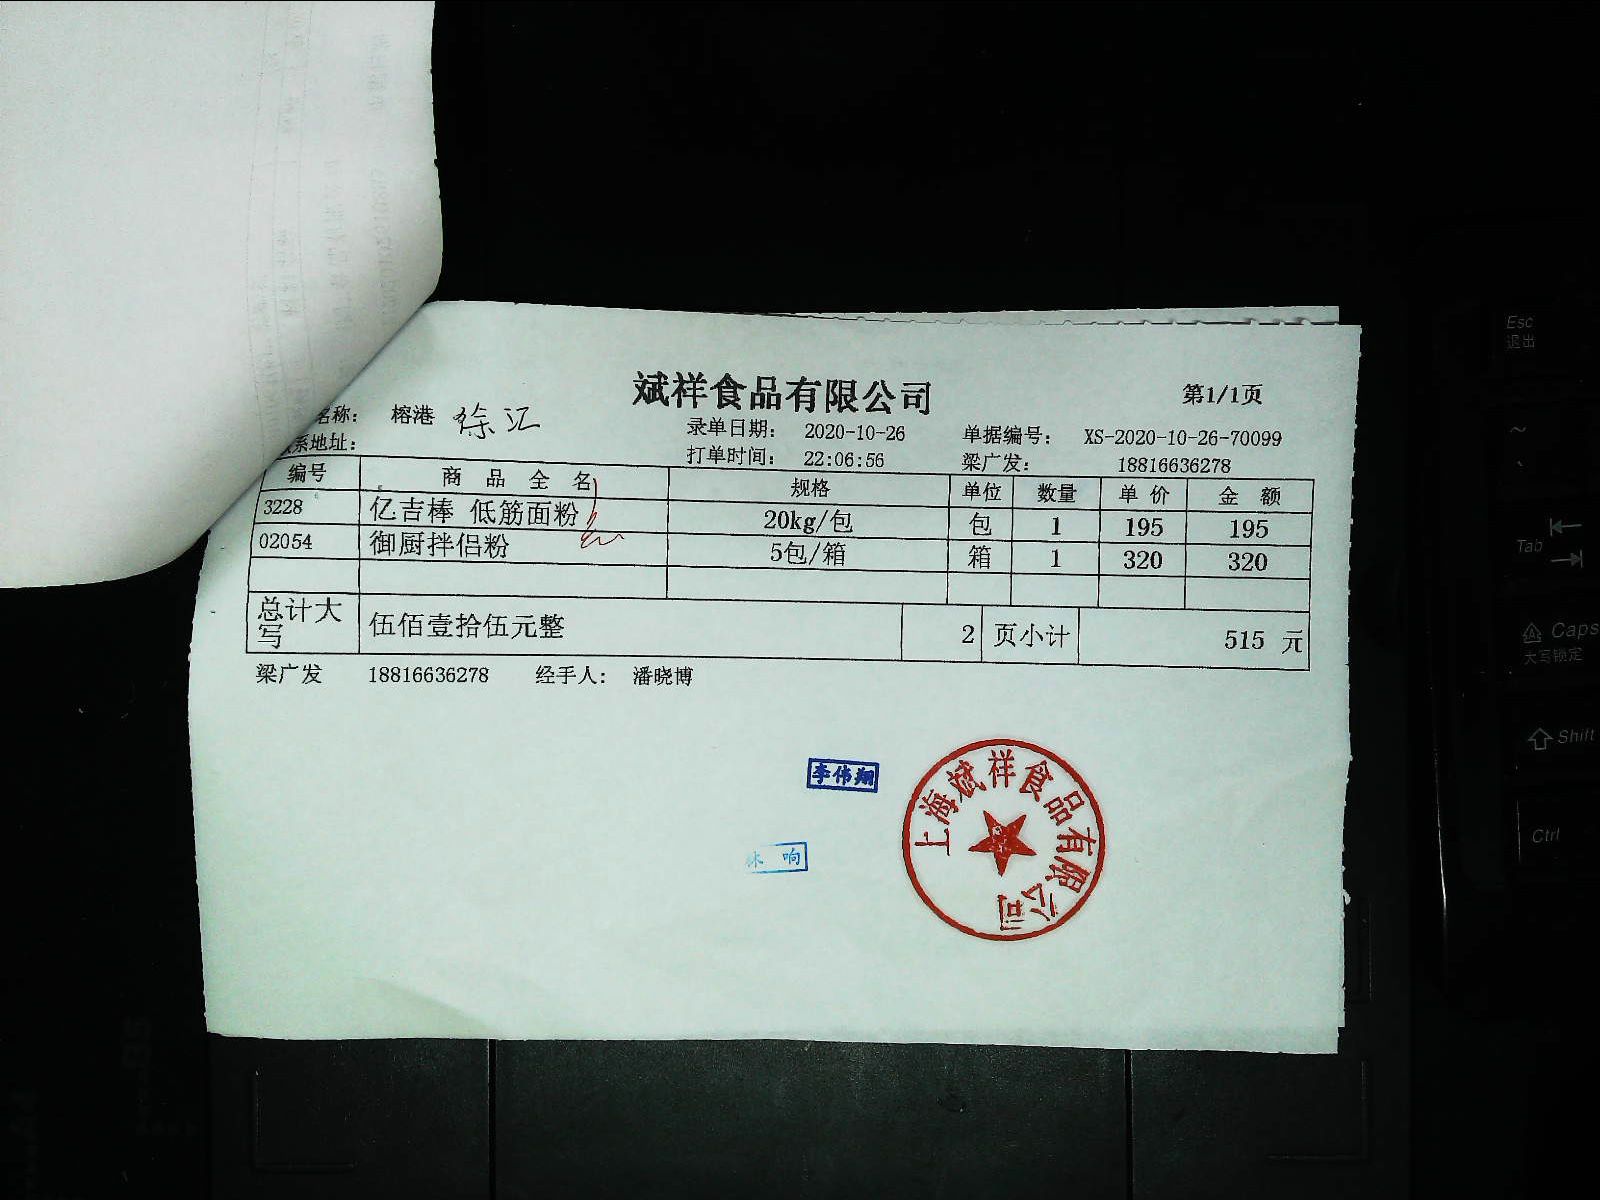 斌祥食品有限公司
第1/1页
名称： 榕港 徐汇
录单日期： 2020-10-26
单据编号： XS-2020-10-26-70099
系地址：
打单时间： 22:06:56
梁广发： 18816636278
编号 商品全名 规格 单位 数量 单价 金额
3228 亿吉棒 低筋面粉 20kg/包 包 1 195 195
02054 御厨拌侣粉 5包/箱 箱 1 320 320
总计大写 伍佰壹拾伍元整 2 页小计 515 元
梁广发 18816636278 经手人： 潘晓博
李伟翔
响
上海斌祥食品有限公司
Esc
退出
~
Tab
Caps
大写锁定
Shift
Ctrl